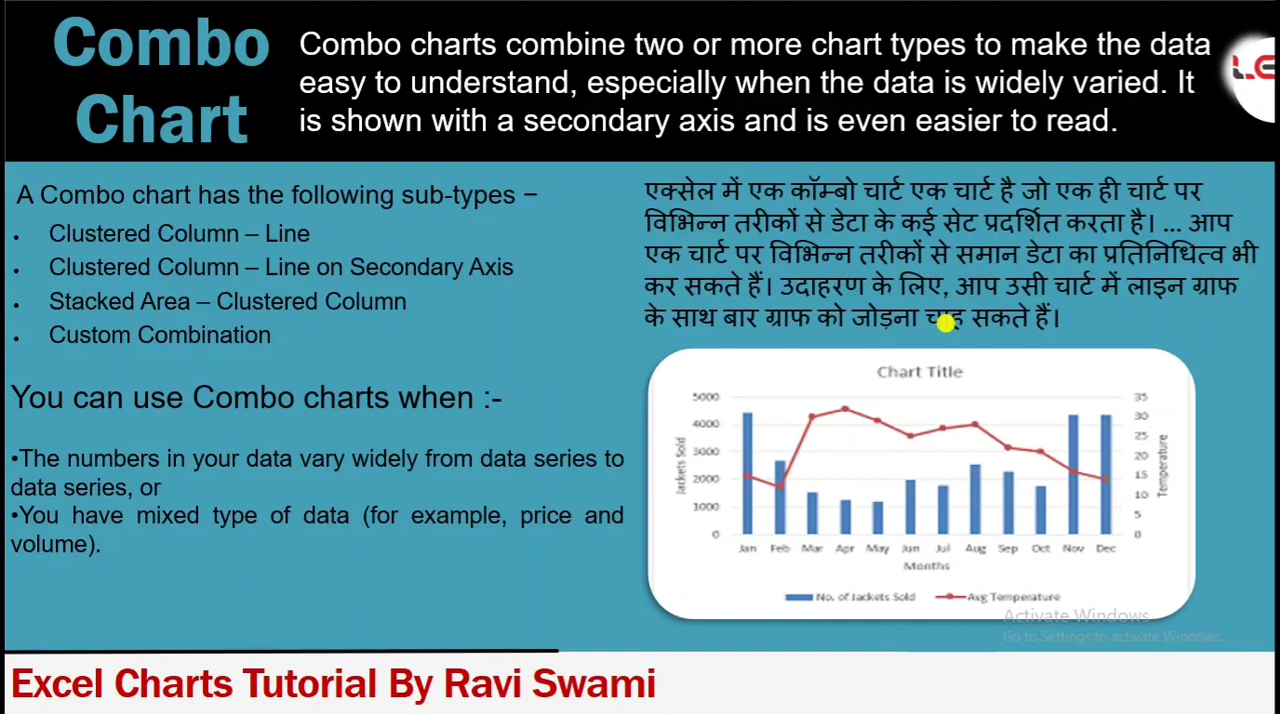 Combo
Chart
Combo charts combine two or more chart types to make the data
easy to understand, especially when the data is widely varied. It
is shown with a secondary axis and is even easier to read.
LE
A Combo chart has the following sub-types –
• Clustered Column – Line
• Clustered Column – Line on Secondary Axis
• Stacked Area – Clustered Column
• Custom Combination
You can use Combo charts when :-
•The numbers in your data vary widely from data series to
data series, or
•You have mixed type of data (for example, price and
volume).
एक्सेल में एक कॉम्बो चार्ट एक चार्ट है जो एक ही चार्ट पर
विभिन्न तरीकों से डेटा के कई सेट प्रदर्शित करता है। ... आप
एक चार्ट पर विभिन्न तरीकों से समान डेटा का प्रतिनिधित्व भी
कर सकते हैं। उदाहरण के लिए, आप उसी चार्ट में लाइन ग्राफ
के साथ बार ग्राफ को जोड़ना चाह सकते हैं।
Chart Title
5000
4000
3000
2000
1000
0
Jackets Sold
35
30
25
20
15
10
5
0
Temperature
Jan Feb Mar Apr May Jun Jul Aug Sep Oct Nov Dec
Months
No. of Jackets Sold Avg Temperature
Activate Windows
Go to Settings to activate Windows.
Excel Charts Tutorial By Ravi Swami